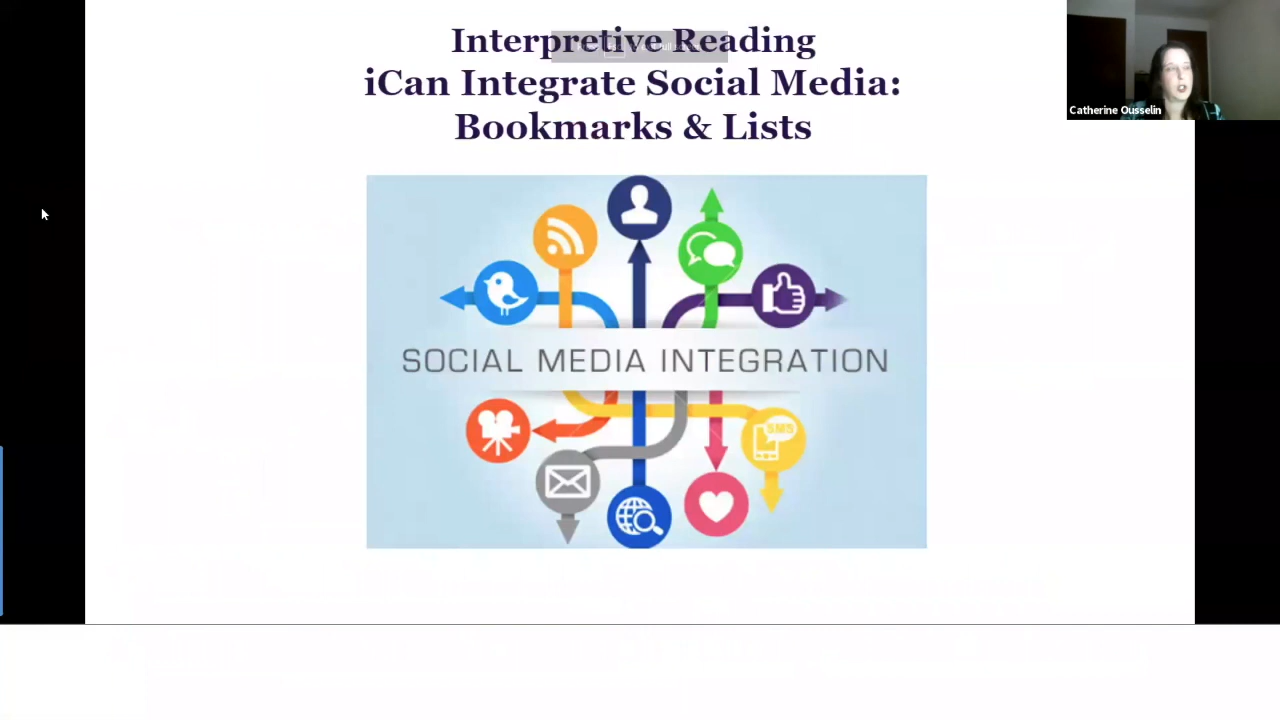 Interpretive Reading
iCan Integrate Social Media:
Bookmarks & Lists
Catherine Ousselin
SOCIAL MEDIA INTEGRATION
SMS